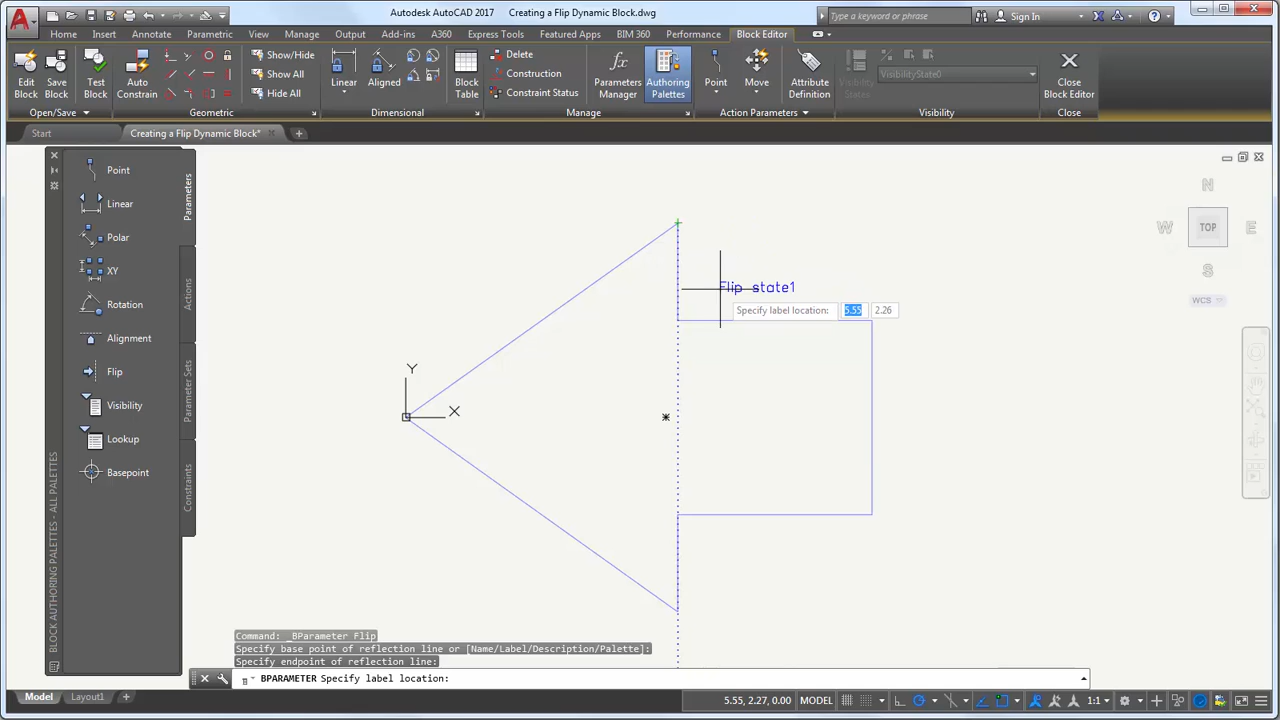 Autodesk AutoCAD 2017 Creating a Flip Dynamic Block.dwg
Type a keyword or phrase
Sign In
Home Insert Annotate Parametric View Manage Output Add-ins A360 Express Tools Featured Apps BIM 360 Performance Block Editor
Edit Block
Save Block
Test Block
Auto Constrain
Show/Hide
Show All
Hide All
Linear
Aligned
Block Table
Delete
Construction
Constraint Status
Parameters Manager
Authoring Palettes
Point
Move
Attribute Definition
Visibility States
VisibilityState0
Close Block Editor
Open/Save Geometric Dimensional Manage Action Parameters Visibility Close
Start Creating a Flip Dynamic Block*
Point
Linear
Polar
XY
Rotation
Alignment
Flip
Visibility
Lookup
Basepoint
Parameters
Actions
Parameter Sets
Constraints
BLOCK AUTHORING PALETTES - ALL PALETTES
N
W TOP E
S
WCS
Flip state1
Specify label location: 5.55 2.26
Y
X
Command: _BParameter Flip
Specify base point of reflection line or [Name/Label/Description/Palette]:
Specify endpoint of reflection line:
BPARAMETER Specify label location:
Model Layout1
5.55, 2.27, 0.00 MODEL 1:1